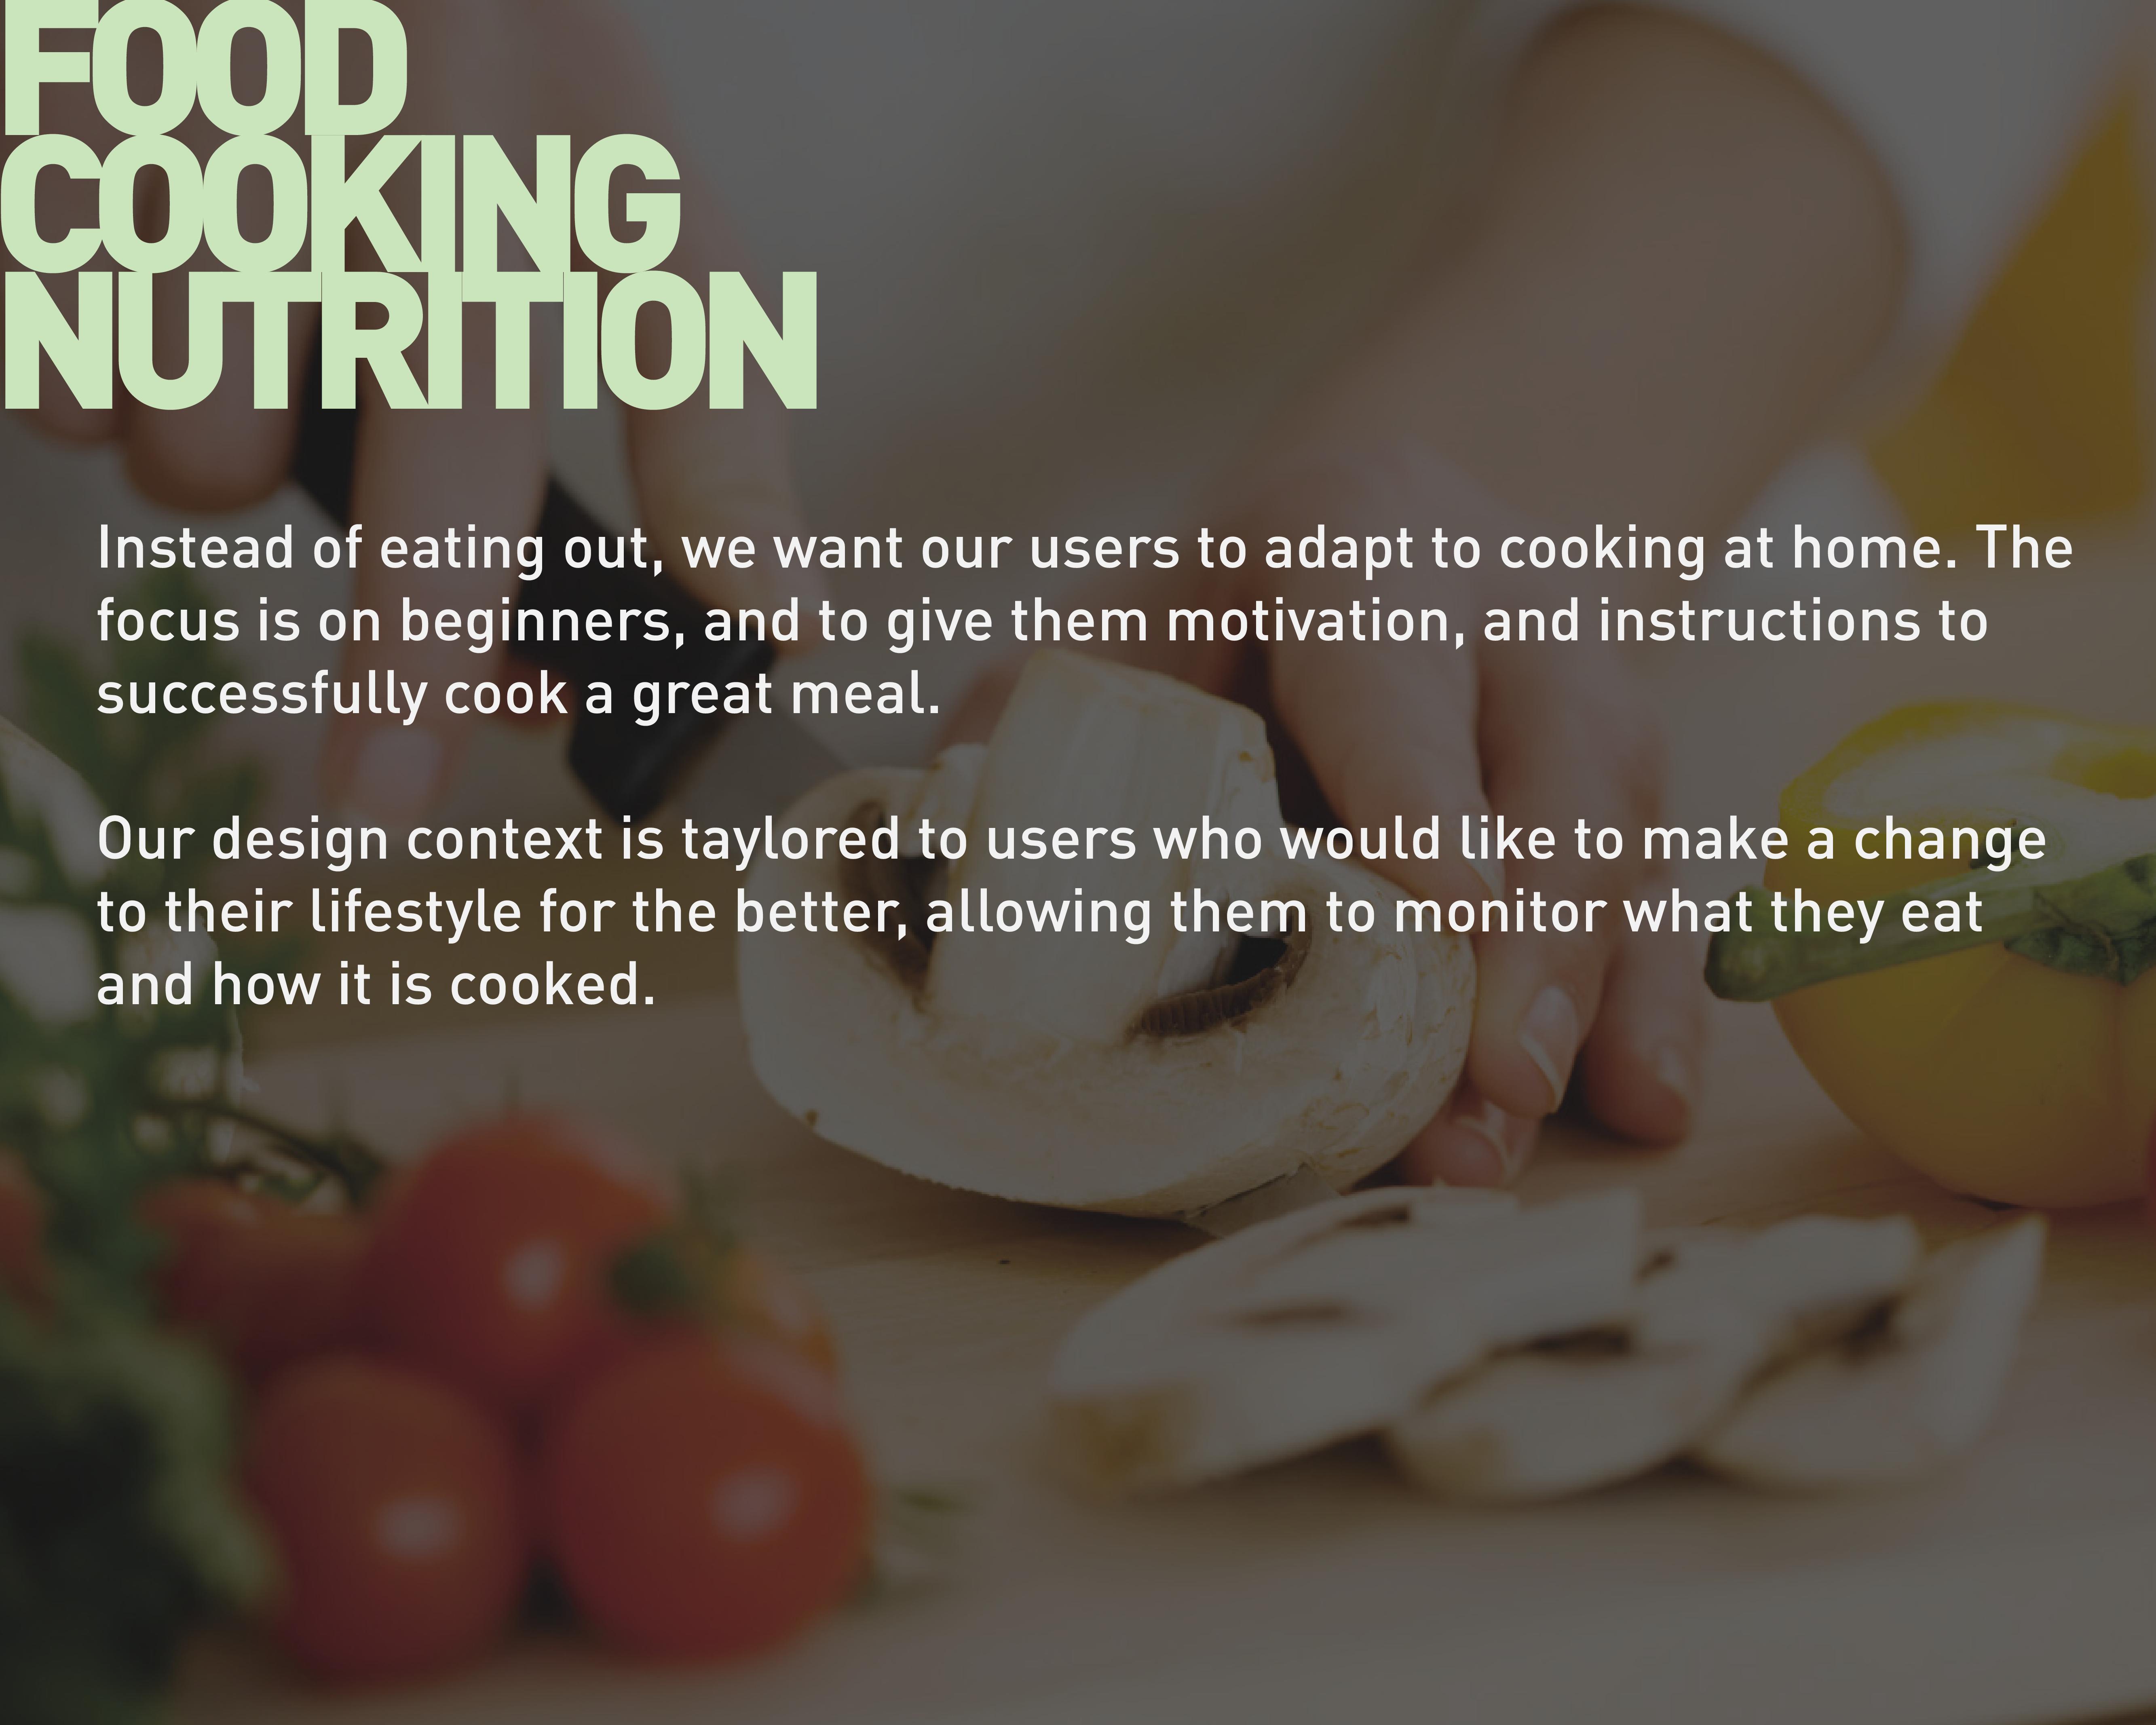 FOOD
COOKING
NUTRITION
Instead of eating out, we want our users to adapt to cooking at home. The
focus is on beginners, and to give them motivation, and instructions to
successfully cook a great meal.
Our design context is taylored to users who would like to make a change
to their lifestyle for the better, allowing them to monitor what they eat
and how it is cooked.